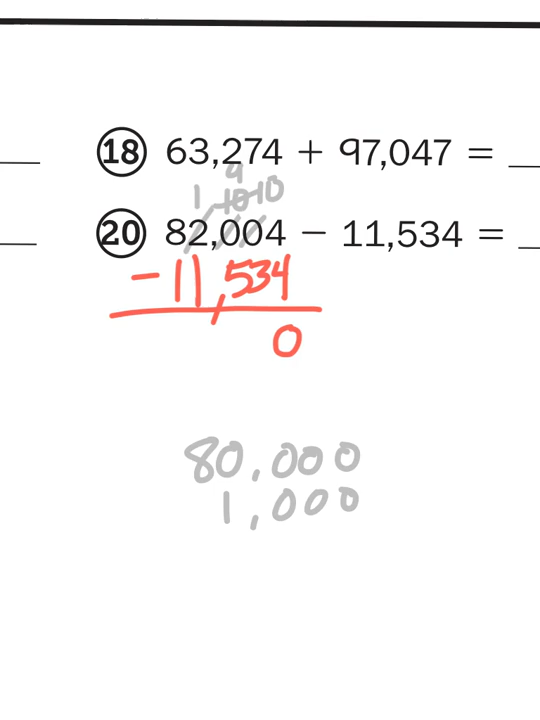 18 63,274 + 97,047 =
9
1 10 10
20 82,004 − 11,534 =
− 11,534
0
80,000
1,000